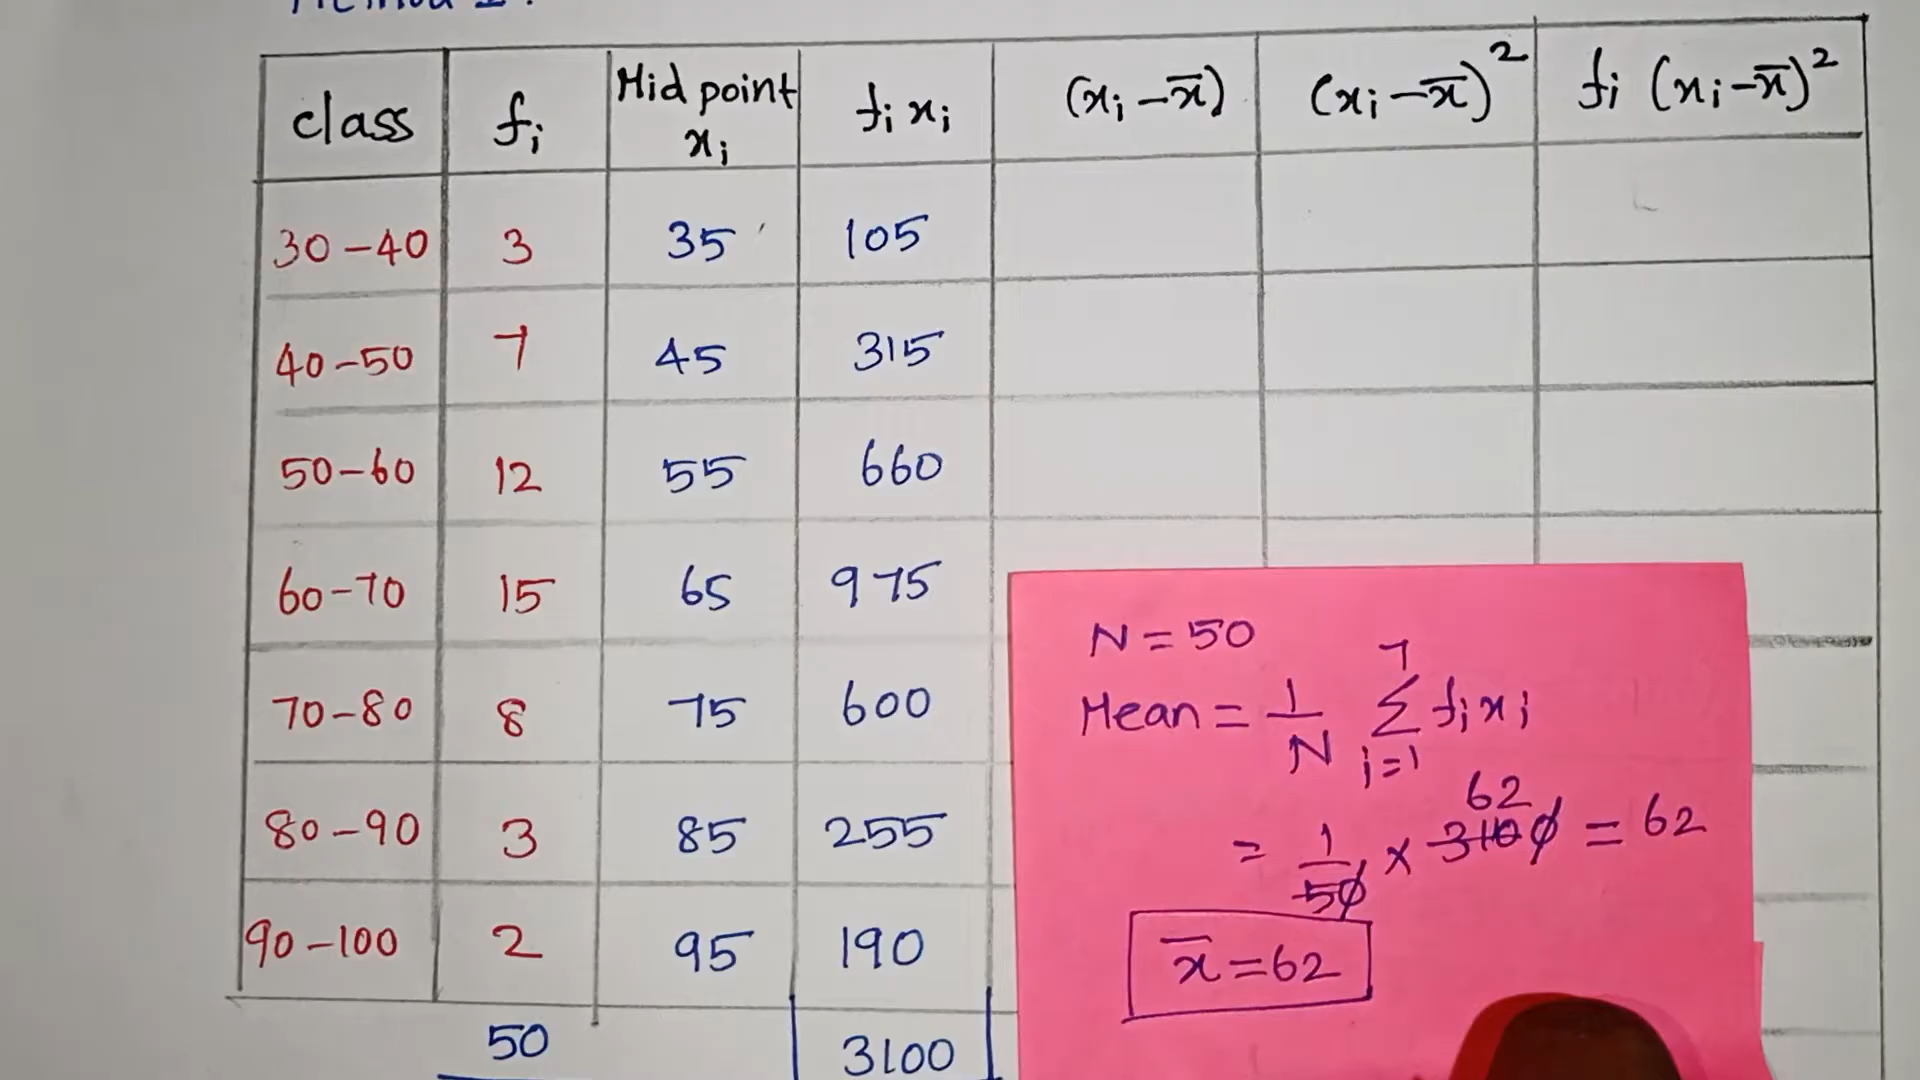 class fi Mid point xi fi xi (xi – x̄) (xi – x̄)² fi (xi – x̄)²
30 – 40 3 35 105
40 – 50 7 45 315
50 – 60 12 55 660
60 – 70 15 65 975
70 – 80 8 75 600
80 – 90 3 85 255
90 – 100 2 95 190
50 3100
N = 50
Mean = 1/N 7 Σ i=1 fi xi
= 1/50 × 3100 62 = 62
x̄ = 62